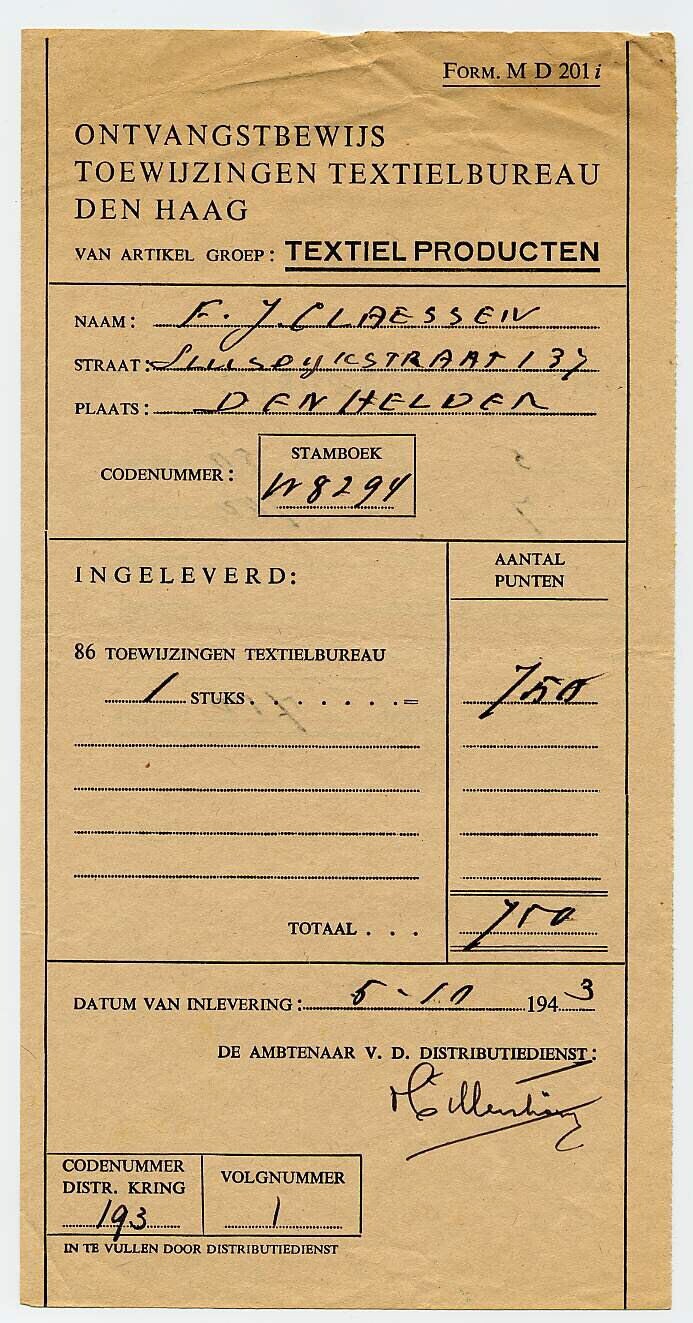 FORM. M D 201 i
ONTVANGSTBEWIJS
TOEWIJZINGEN TEXTIELBUREAU
DEN HAAG
VAN ARTIKEL GROEP: TEXTIEL PRODUCTEN
NAAM: F. J. CLAESSEN
STRAAT: SLUISDIJKSTRAAT 137
PLAATS: DEN HELDER
STAMBOEK
CODENUMMER: W 8294
INGELEVERD:
AANTAL
PUNTEN
86 TOEWIJZINGEN TEXTIELBUREAU
1 STUKS . . . . . . . = 750
TOTAAL . . . 750
DATUM VAN INLEVERING: 5-10 1943
DE AMBTENAAR V. D. DISTRIBUTIEDIENST:
CODENUMMER
DISTR. KRING
193
VOLGNUMMER
1
IN TE VULLEN DOOR DISTRIBUTIEDIENST